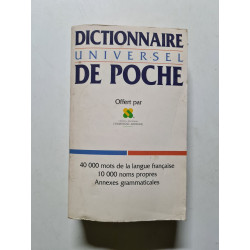 DICTIONNAIRE
UNIVERSEL
DE POCHE
Offert par
40 000 mots de la langue française
10 000 noms propres
Annexes grammaticales